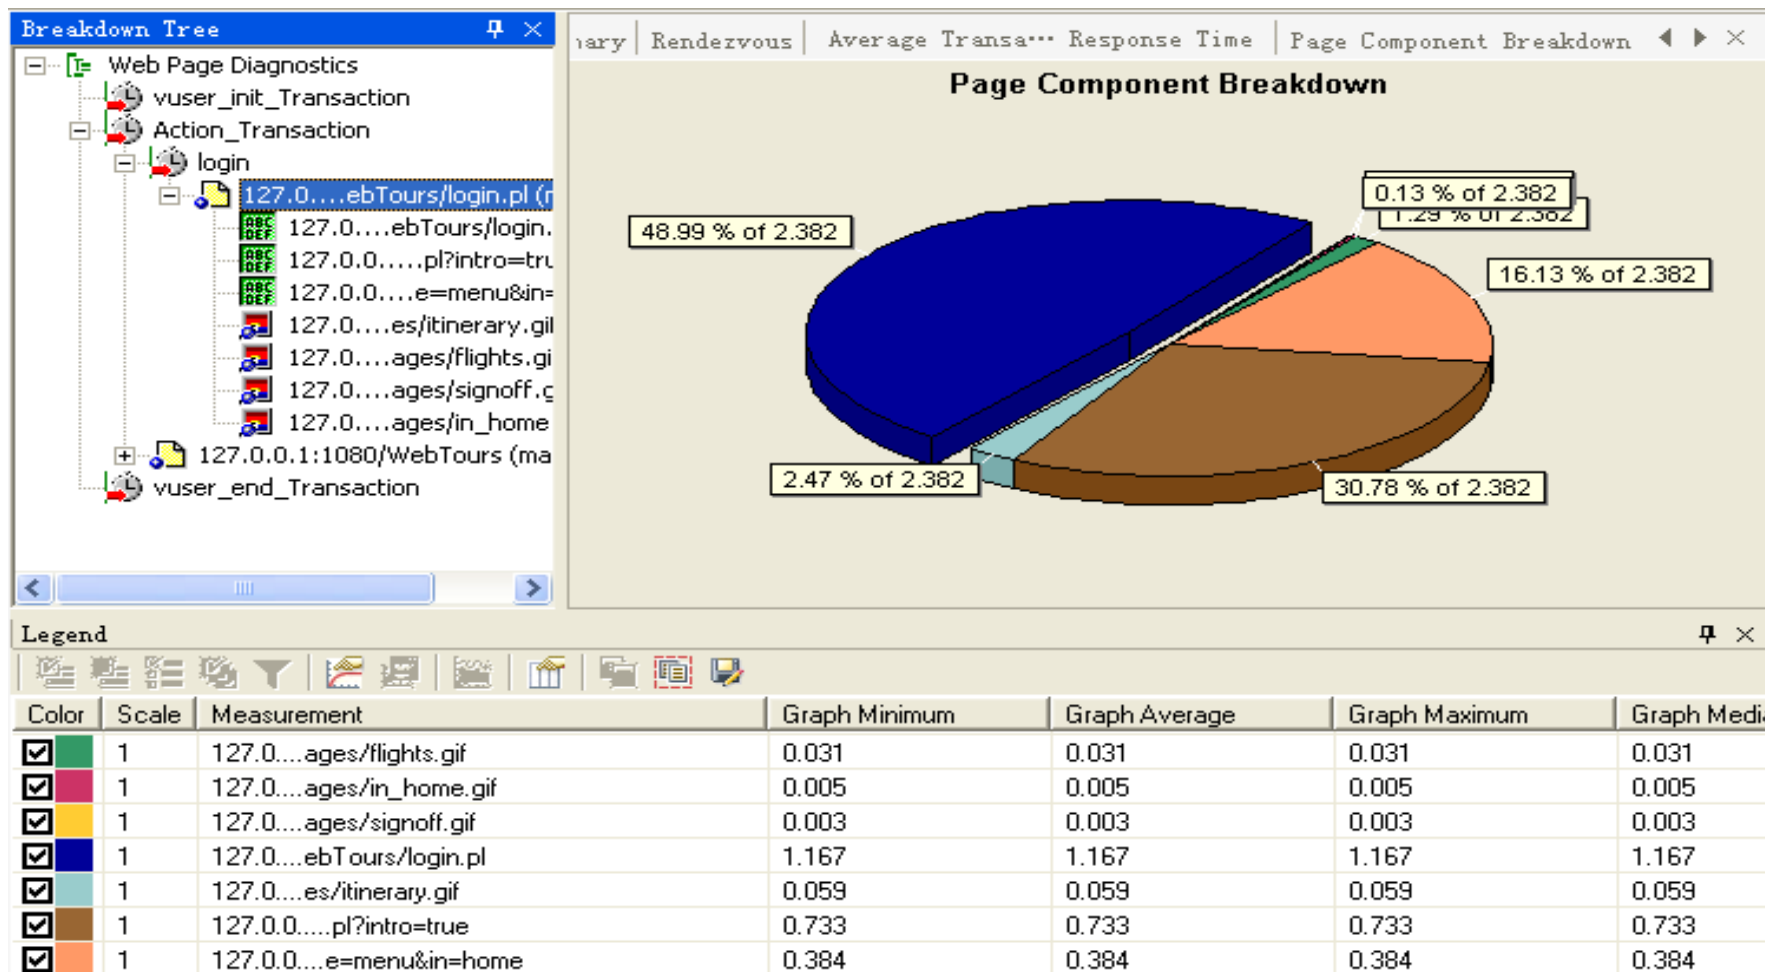 Breakdown Tree
Web Page Diagnostics
vuser_init_Transaction
Action_Transaction
login
127.0....ebTours/login.pl (r
127.0....ebTours/login.
127.0.0.....pl?intro=tru
127.0.0....e=menu&in=
127.0....es/itinerary.gif
127.0....ages/flights.gi
127.0....ages/signoff.g
127.0....ages/in_home
127.0.0.1:1080/WebTours (ma
vuser_end_Transaction
ary Rendezvous Average Transa... Response Time Page Component Breakdown
Page Component Breakdown
0.13 % of 2.382
1.29 % of 2.382
48.99 % of 2.382
16.13 % of 2.382
2.47 % of 2.382
30.78 % of 2.382
Legend
Color Scale Measurement Graph Minimum Graph Average Graph Maximum Graph Medi
1 127.0....ages/flights.gif 0.031 0.031 0.031 0.031
1 127.0....ages/in_home.gif 0.005 0.005 0.005 0.005
1 127.0....ages/signoff.gif 0.003 0.003 0.003 0.003
1 127.0....ebTours/login.pl 1.167 1.167 1.167 1.167
1 127.0....es/itinerary.gif 0.059 0.059 0.059 0.059
1 127.0.0.....pl?intro=true 0.733 0.733 0.733 0.733
1 127.0.0....e=menu&in=home 0.384 0.384 0.384 0.384